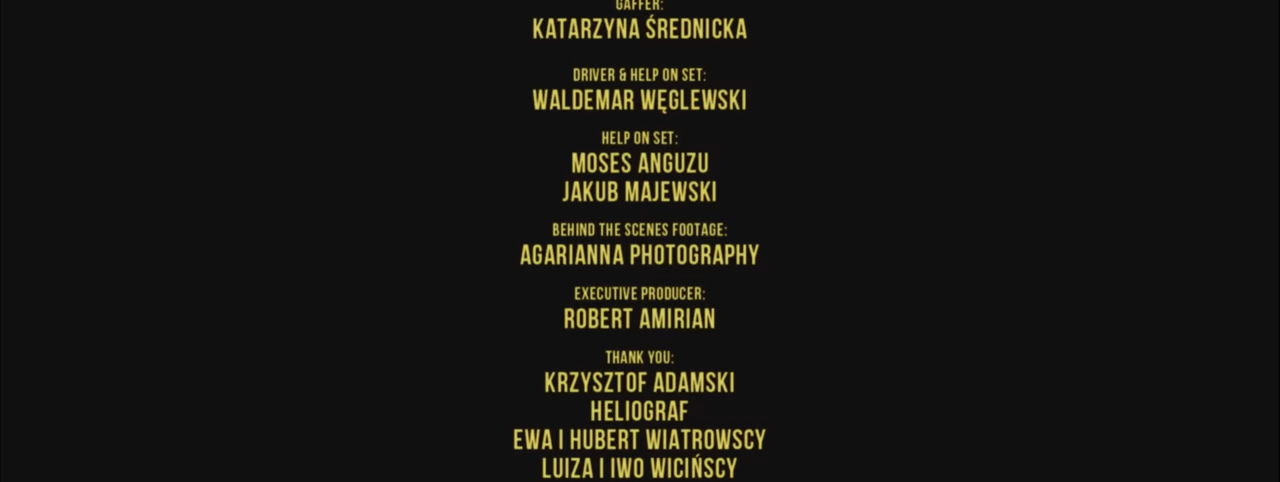 GAFFER:
KATARZYNA ŚREDNICKA
DRIVER & HELP ON SET:
WALDEMAR WĘGLEWSKI
HELP ON SET:
MOSES ANGUZU
JAKUB MAJEWSKI
BEHIND THE SCENES FOOTAGE:
AGARIANNA PHOTOGRAPHY
EXECUTIVE PRODUCER:
ROBERT AMIRIAN
THANK YOU:
KRZYSZTOF ADAMSKI
HELIOGRAF
EWA I HUBERT WIATROWSCY
LUIZA I IWO WICIŃSCY